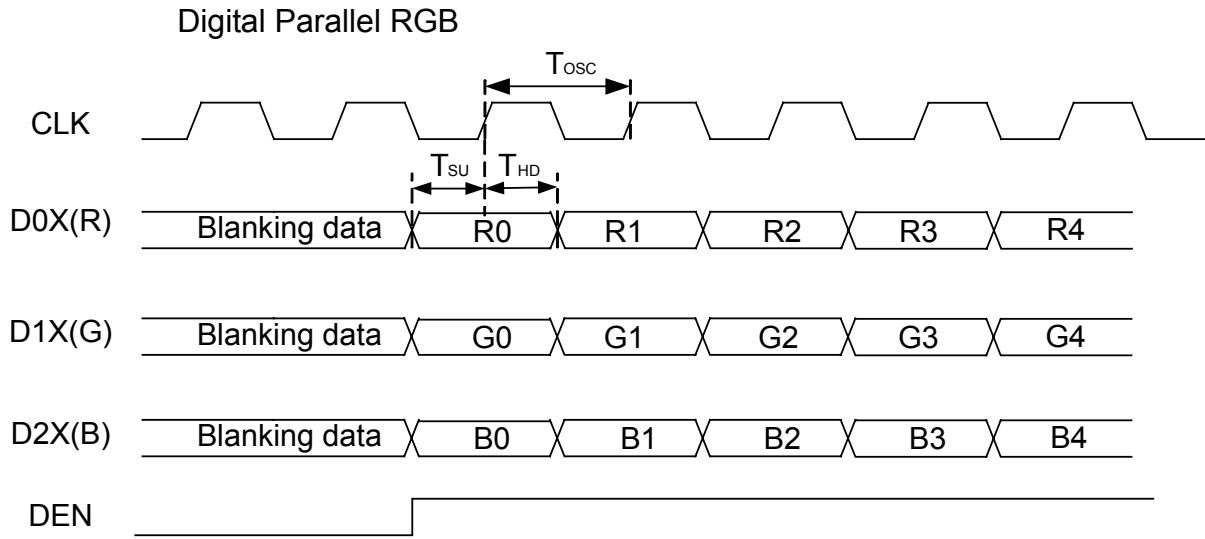 Digital Parallel RGB
TOSC
CLK
TSU THD
D0X(R) Blanking data R0 R1 R2 R3 R4
D1X(G) Blanking data G0 G1 G2 G3 G4
D2X(B) Blanking data B0 B1 B2 B3 B4
DEN